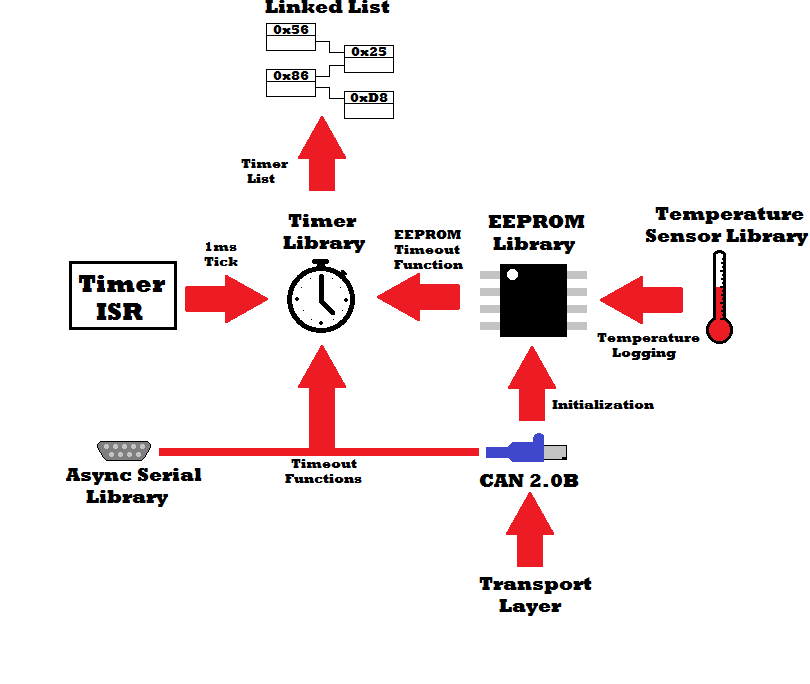 Linked List
0x56
0x25
0x86
0xD8
Timer
List
Timer
Library
EEPROM
Library
Temperature
Sensor Library
1ms
Tick
EEPROM
Timeout
Function
Timer
ISR
Temperature
Logging
Initialization
Async Serial
Library
Timeout
Functions
CAN 2.0B
Transport
Layer